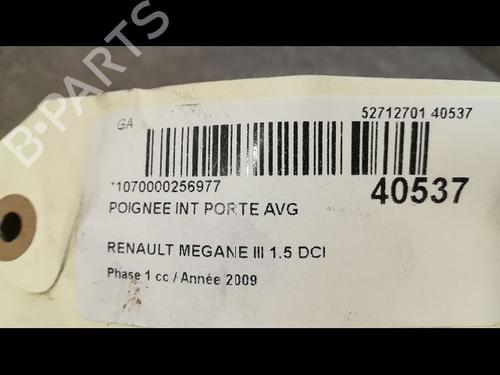 GA
52712701 40537
*1070000256977
40537
POIGNEE INT PORTE AVG
RENAULT MEGANE III 1.5 DCI
Phase 1 cc / Année 2009
B-PARTS